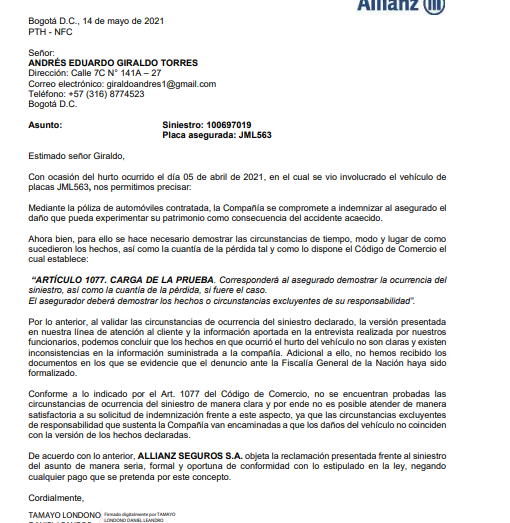 Allianz
Bogotá D.C., 14 de mayo de 2021
PTH - NFC
Señor:
ANDRÉS EDUARDO GIRALDO TORRES
Dirección: Calle 7C N° 141A – 27
Correo electrónico: giraldoandres1@gmail.com
Teléfono: +57 (316) 8774523
Bogotá D.C.
Asunto: Siniestro: 100697019
Placa asegurada: JML563
Estimado señor Giraldo,
Con ocasión del hurto ocurrido el día 05 de abril de 2021, en el cual se vio involucrado el vehículo de
placas JML563, nos permitimos precisar:
Mediante la póliza de automóviles contratada, la Compañía se compromete a indemnizar al asegurado el
daño que pueda experimentar su patrimonio como consecuencia del accidente acaecido.
Ahora bien, para ello se hace necesario demostrar las circunstancias de tiempo, modo y lugar de como
sucedieron los hechos, así como la cuantía de la pérdida tal y como lo dispone el Código de Comercio el
cual establece:
"ARTÍCULO 1077. CARGA DE LA PRUEBA. Corresponderá al asegurado demostrar la ocurrencia del
siniestro, así como la cuantía de la pérdida, si fuere el caso.
El asegurador deberá demostrar los hechos o circunstancias excluyentes de su responsabilidad".
Por lo anterior, al validar las circunstancias de ocurrencia del siniestro declarado, la versión presentada
en nuestra línea de atención al cliente y la información aportada en la entrevista realizada por nuestros
funcionarios, podemos concluir que los hechos en que ocurrió el hurto del vehículo no son claras y existen
inconsistencias en la información suministrada a la compañía. Adicional a ello, no hemos recibido los
documentos en los que se evidencie que el denuncio ante la Fiscalía General de la Nación haya sido
formalizado.
Conforme a lo indicado por el Art. 1077 del Código de Comercio, no se encuentran probadas las
circunstancias de ocurrencia del siniestro de manera clara y por ende no es posible atender de manera
satisfactoria a su solicitud de indemnización frente a este aspecto, ya que las circunstancias excluyentes
de responsabilidad que sustenta la Compañía van encaminadas a que los daños del vehículo no coinciden
con la versión de los hechos declaradas.
De acuerdo con lo anterior, ALLIANZ SEGUROS S.A. objeta la reclamación presentada frente al siniestro
del asunto de manera seria, formal y oportuna de conformidad con lo estipulado en la ley, negando
cualquier pago que se pretenda por este concepto.
Cordialmente,
TAMAYO LONDONO Firmado digitalmente por TAMAYO
DANIEL LEANDRO LONDONO DANIEL LEANDRO